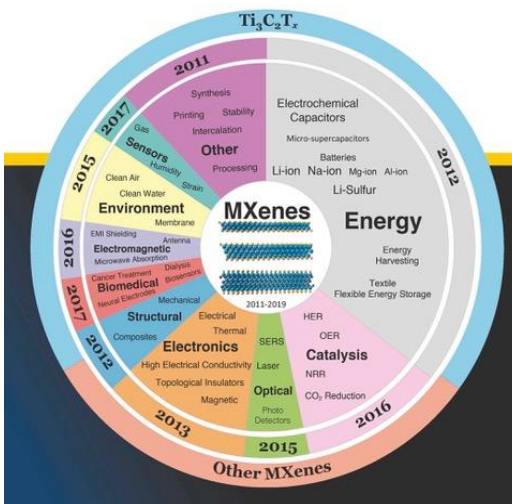 Ti₃C₂Tₓ
2011
Synthesis
Printing
Stability
Intercalation
Other
Processing
2012
Electrochemical
Capacitors
Micro-supercapacitors
Batteries
Li-ion Na-ion Mg-ion Al-ion
Li-Sulfur
Energy
Energy
Harvesting
Textile
Flexible Energy Storage
2017
Gas
Sensors
Humidity
Strain
2015
Clean Air
Clean Water
Environment
Membrane
2016
EMI Shielding
Antenna
Electromagnetic
Microwave Absorption
2017
Cancer Treatment
Dialysis
Biomedical
Biosensors
Neural Electrodes
2012
Mechanical
Structural
Composites
2013
Electrical
Thermal
Electronics
High Electrical Conductivity
Topological Insulators
Magnetic
2015
SERS
Laser
Optical
Photo
Detectors
2016
HER
OER
Catalysis
NRR
CO₂ Reduction
MXenes
2011-2019
Other MXenes